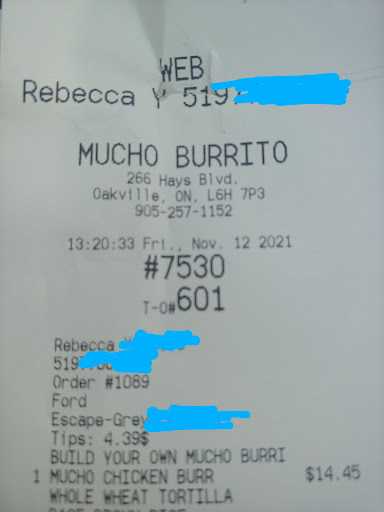 WEB
Rebecca Y 519
MUCHO BURRITO
266 Hays Blvd.
Oakville, ON, L6H 7P3
905-257-1152
13:20:33 Fri., Nov. 12 2021
#7530
T-O#601
Rebecca
519
Order #1089
Ford
Escape-Grey
Tips: 4.39$
BUILD YOUR OWN MUCHO BURRI
1 MUCHO CHICKEN BURR $14.45
WHOLE WHEAT TORTILLA